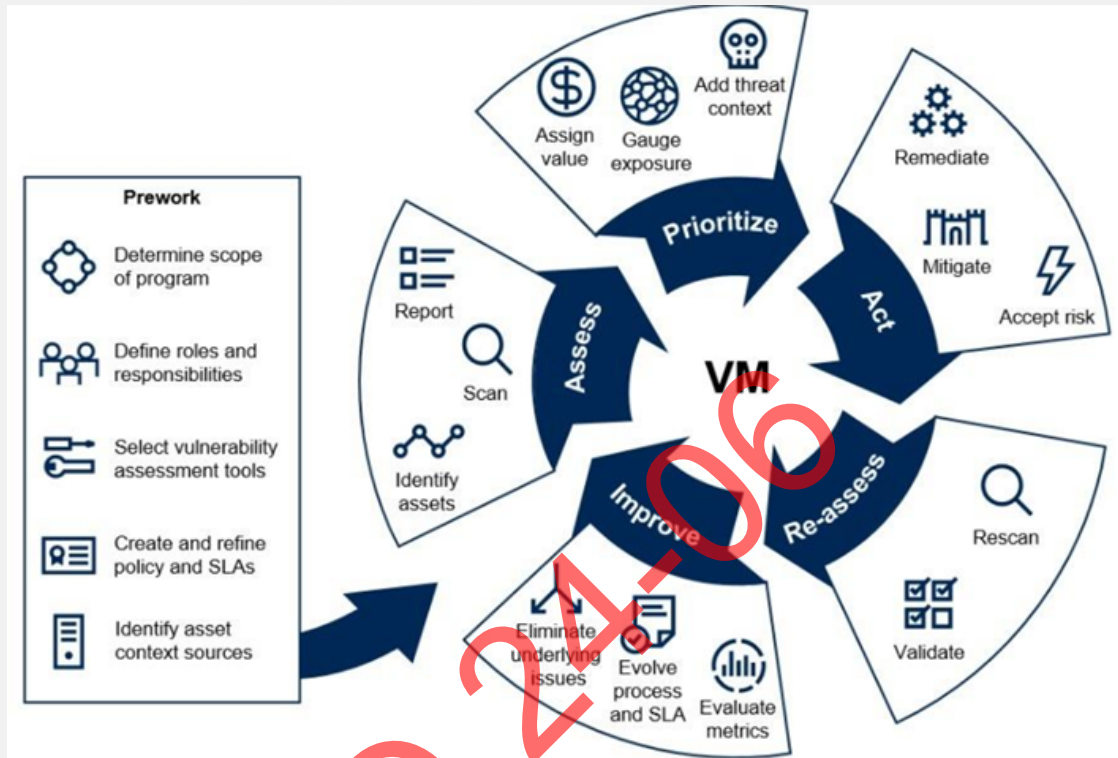 Prework
Determine scope
of program
Define roles and
responsibilities
Select vulnerability
assessment tools
Create and refine
policy and SLAs
Identify asset
context sources
Assess
Identify
assets
Scan
Report
Prioritize
Assign
value
Gauge
exposure
Add threat
context
Act
Remediate
Mitigate
Accept risk
Re-assess
Rescan
Validate
Improve
Eliminate
underlying
issues
Evolve
process
and SLA
Evaluate
metrics
VM
24-06